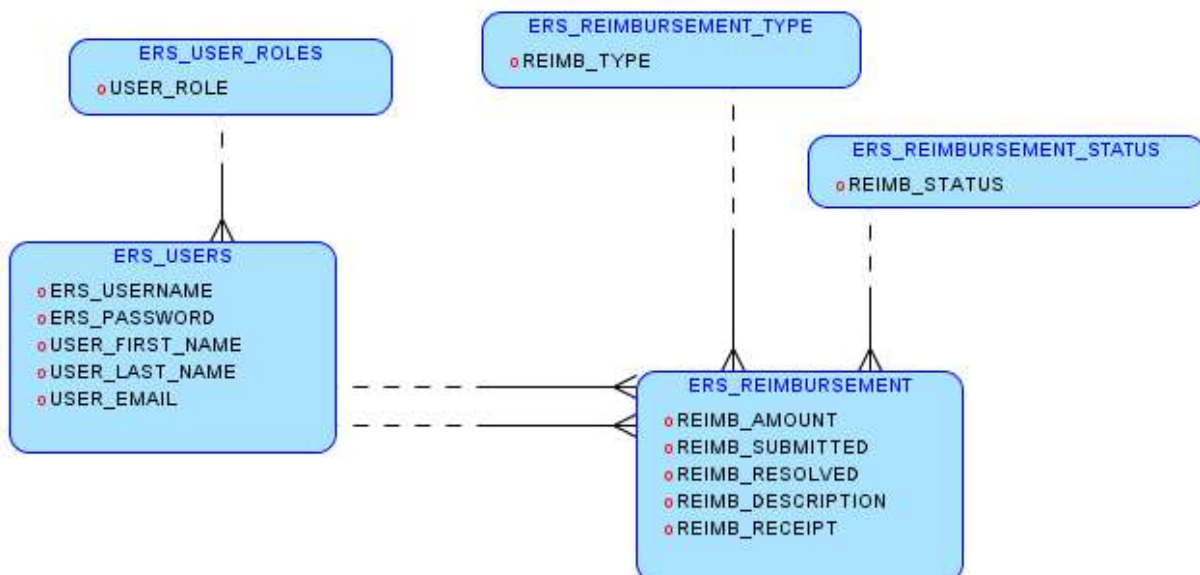 ERS_USER_ROLES
USER_ROLE
ERS_REIMBURSEMENT_TYPE
REIMB_TYPE
ERS_REIMBURSEMENT_STATUS
REIMB_STATUS
ERS_USERS
ERS_USERNAME
ERS_PASSWORD
USER_FIRST_NAME
USER_LAST_NAME
USER_EMAIL
ERS_REIMBURSEMENT
REIMB_AMOUNT
REIMB_SUBMITTED
REIMB_RESOLVED
REIMB_DESCRIPTION
REIMB_RECEIPT